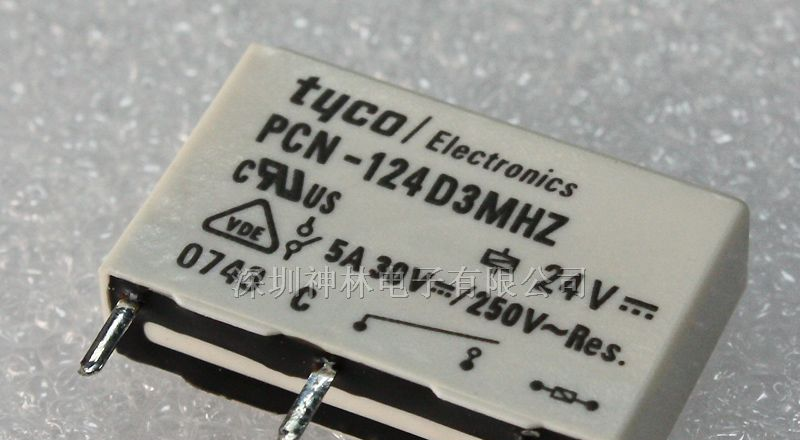 tyco / Electronics
PCN-124D3MHZ
C RU US
VDE
24V
5A 30V/250V~Res.
C
深圳神林电子有限公司